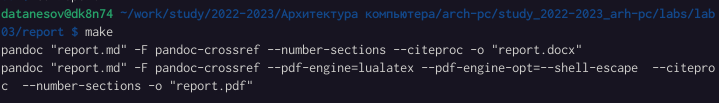 datanesov@dk8n74 ~/work/study/2022-2023/Архитектура компьютера/arch-pc/study_2022-2023_arh-pc/labs/lab
03/report $ make
pandoc "report.md" -F pandoc-crossref --number-sections --citeproc -o "report.docx"
pandoc "report.md" -F pandoc-crossref --pdf-engine=lualatex --pdf-engine-opt=--shell-escape  --citepro
c  --number-sections -o "report.pdf"